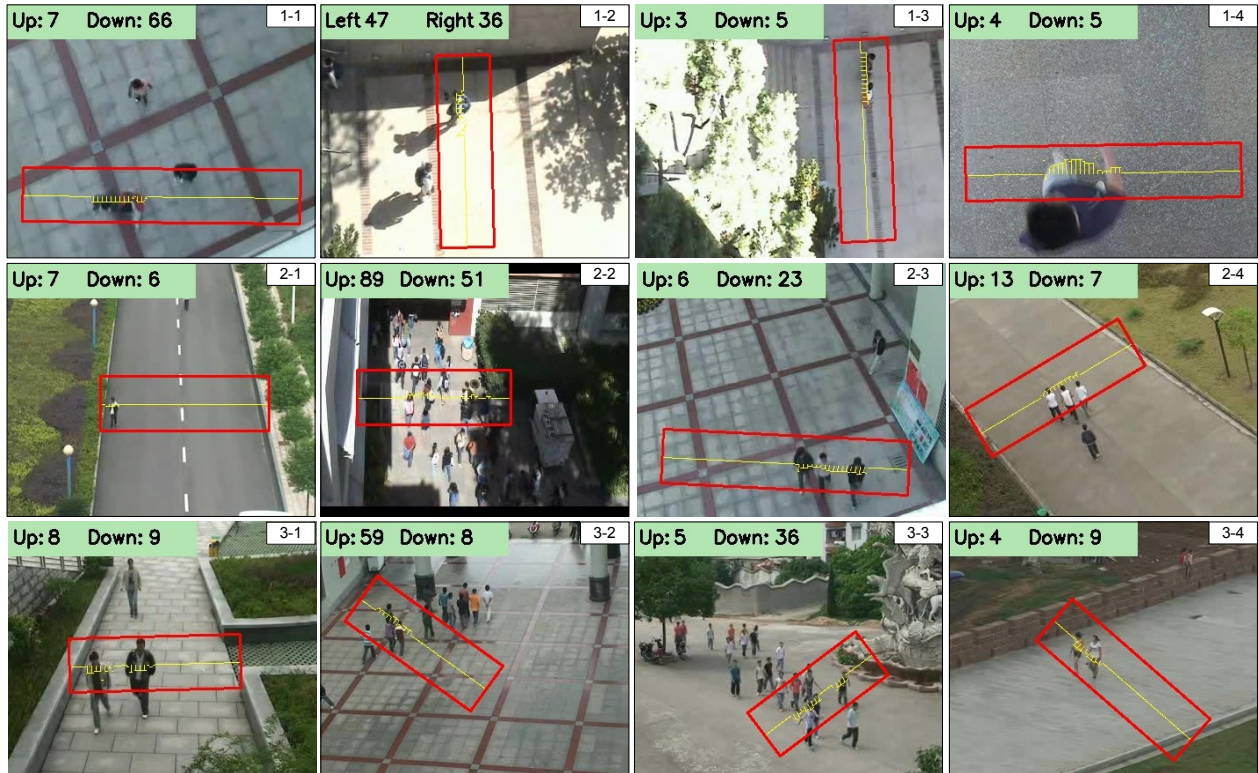 Up: 7 Down: 66 1-1
Left 47 Right 36 1-2
Up: 3 Down: 5 1-3
Up: 4 Down: 5 1-4
Up: 7 Down: 6 2-1
Up: 89 Down: 51 2-2
Up: 6 Down: 23 2-3
Up: 13 Down: 7 2-4
Up: 8 Down: 9 3-1
Up: 59 Down: 8 3-2
Up: 5 Down: 36 3-3
Up: 4 Down: 9 3-4